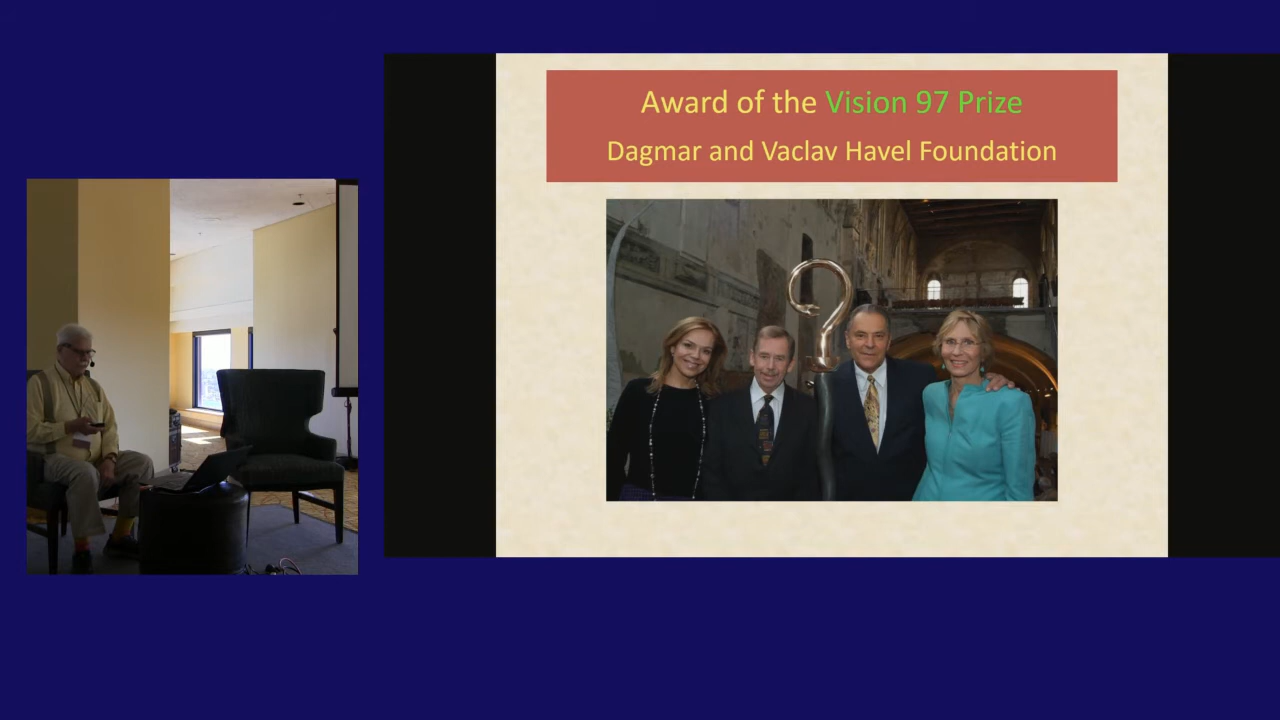 Award of the Vision 97 Prize
Dagmar and Vaclav Havel Foundation